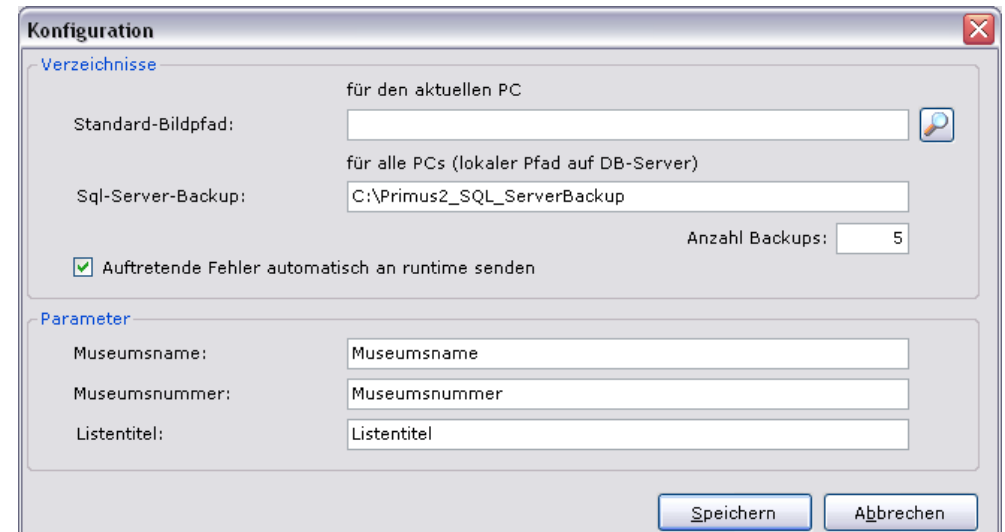 Konfiguration
Verzeichnisse
für den aktuellen PC
Standard-Bildpfad:
für alle PCs (lokaler Pfad auf DB-Server)
Sql-Server-Backup: C:\Primus2_SQL_ServerBackup
Anzahl Backups: 5
Auftretende Fehler automatisch an runtime senden
Parameter
Museumsname: Museumsname
Museumsnummer: Museumsnummer
Listentitel: Listentitel
Speichern Abbrechen